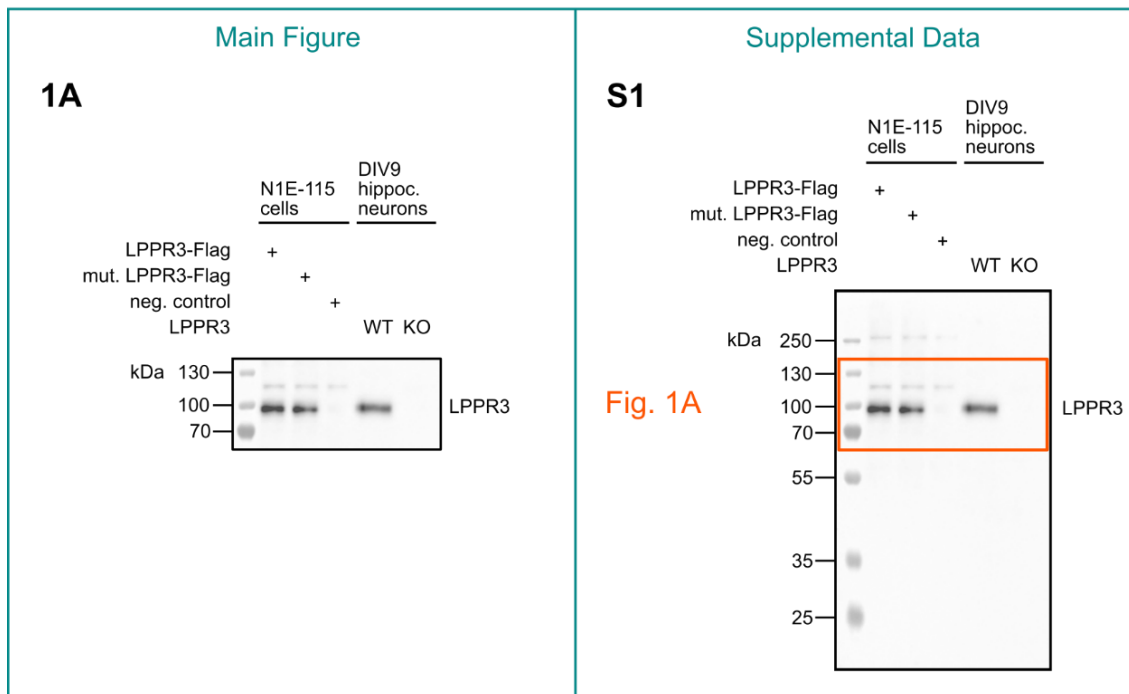 Main Figure
1A
N1E-115
cells
DIV9
hippoc.
neurons
LPPR3-Flag +
mut. LPPR3-Flag +
neg. control +
LPPR3 WT KO
kDa 130
100
70
LPPR3
Supplemental Data
S1
N1E-115
cells
DIV9
hippoc.
neurons
LPPR3-Flag +
mut. LPPR3-Flag +
neg. control +
LPPR3 WT KO
kDa 250
130
Fig. 1A
100
LPPR3
70
55
35
25